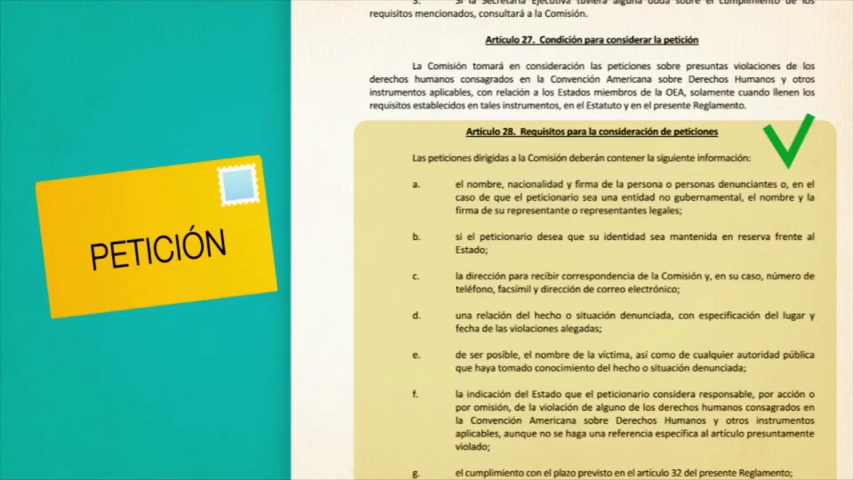 PETICIÓN
3. Si la Secretaría Ejecutiva tuviera alguna duda sobre el cumplimiento de los
requisitos mencionados, consultará a la Comisión.
Artículo 27. Condición para considerar la petición
La Comisión tomará en consideración las peticiones sobre presuntas violaciones de los
derechos humanos consagrados en la Convención Americana sobre Derechos Humanos y otros
instrumentos aplicables, con relación a los Estados miembros de la OEA, solamente cuando llenen los
requisitos establecidos en tales instrumentos, en el Estatuto y en el presente Reglamento.
Artículo 28. Requisitos para la consideración de peticiones
Las peticiones dirigidas a la Comisión deberán contener la siguiente información:
a. el nombre, nacionalidad y firma de la persona o personas denunciantes o, en el
caso de que el peticionario sea una entidad no gubernamental, el nombre y la
firma de su representante o representantes legales;
b. si el peticionario desea que su identidad sea mantenida en reserva frente al
Estado;
c. la dirección para recibir correspondencia de la Comisión y, en su caso, número de
teléfono, facsímil y dirección de correo electrónico;
d. una relación del hecho o situación denunciada, con especificación del lugar y
fecha de las violaciones alegadas;
e. de ser posible, el nombre de la víctima, así como de cualquier autoridad pública
que haya tomado conocimiento del hecho o situación denunciada;
f. la indicación del Estado que el peticionario considera responsable, por acción o
por omisión, de la violación de alguno de los derechos humanos consagrados en
la Convención Americana sobre Derechos Humanos y otros instrumentos
aplicables, aunque no se haga una referencia específica al artículo presuntamente
violado;
g. el cumplimiento con el plazo previsto en el artículo 32 del presente Reglamento;